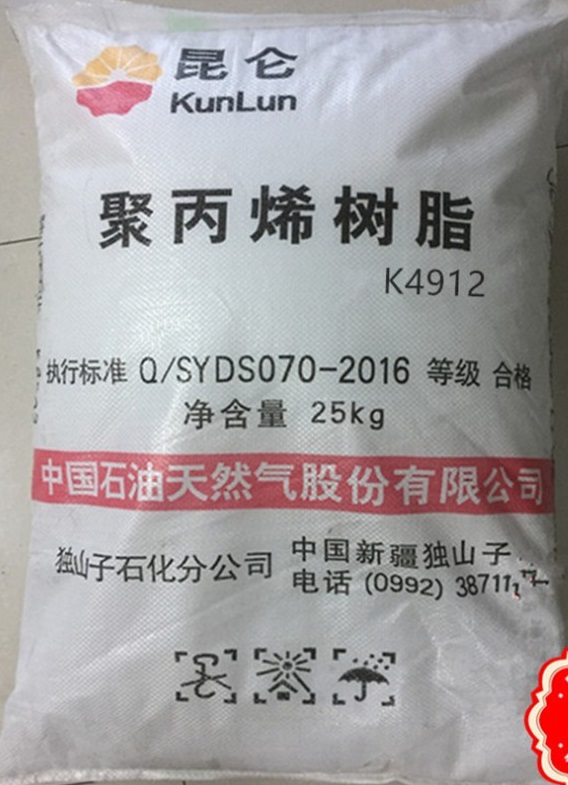 昆仑
KunLun
聚丙烯树脂
K4912
执行标准 Q/SYDS070-2016 等级 合格
净含量 25kg
中国石油天然气股份有限公司
独山子石化分公司
中国新疆独山子
电话 (0992) 38711